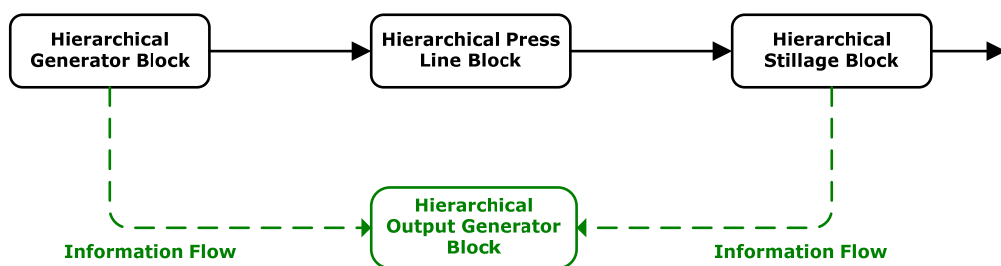 Hierarchical
Generator Block
Hierarchical Press
Line Block
Hierarchical
Stillage Block
Hierarchical
Output Generator
Block
Information Flow
Information Flow